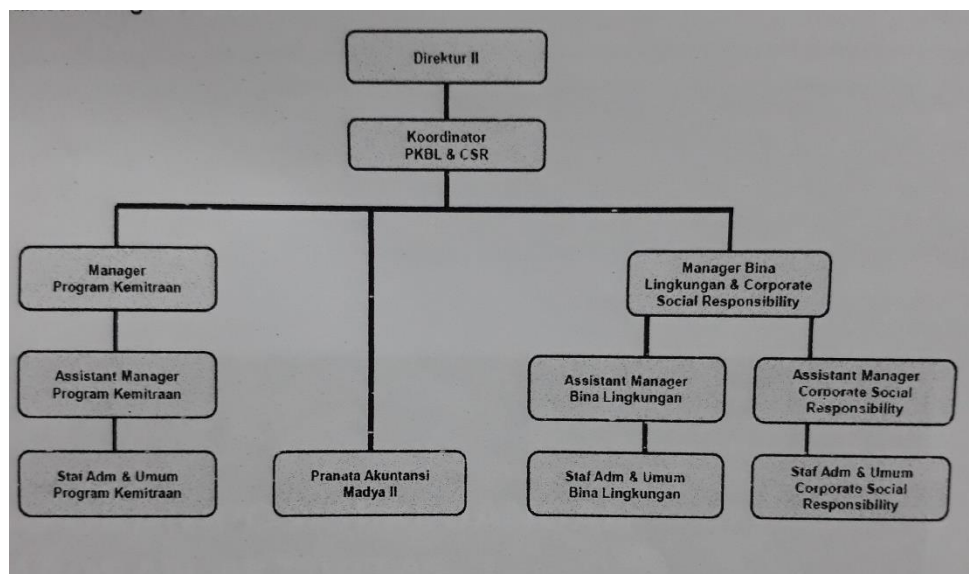 Direktur II
Koordinator
PKBL & CSR
Manager
Program Kemitraan
Manager Bina
Lingkungan & Corporate
Social Responsibility
Assistant Manager
Program Kemitraan
Assistant Manager
Bina Lingkungan
Assistant Manager
Corporate Social
Responsibility
Staf Adm & Umum
Program Kemitraan
Pranata Akuntansi
Madya II
Staf Adm & Umum
Bina Lingkungan
Staf Adm & Umum
Corporate Social
Responsibility